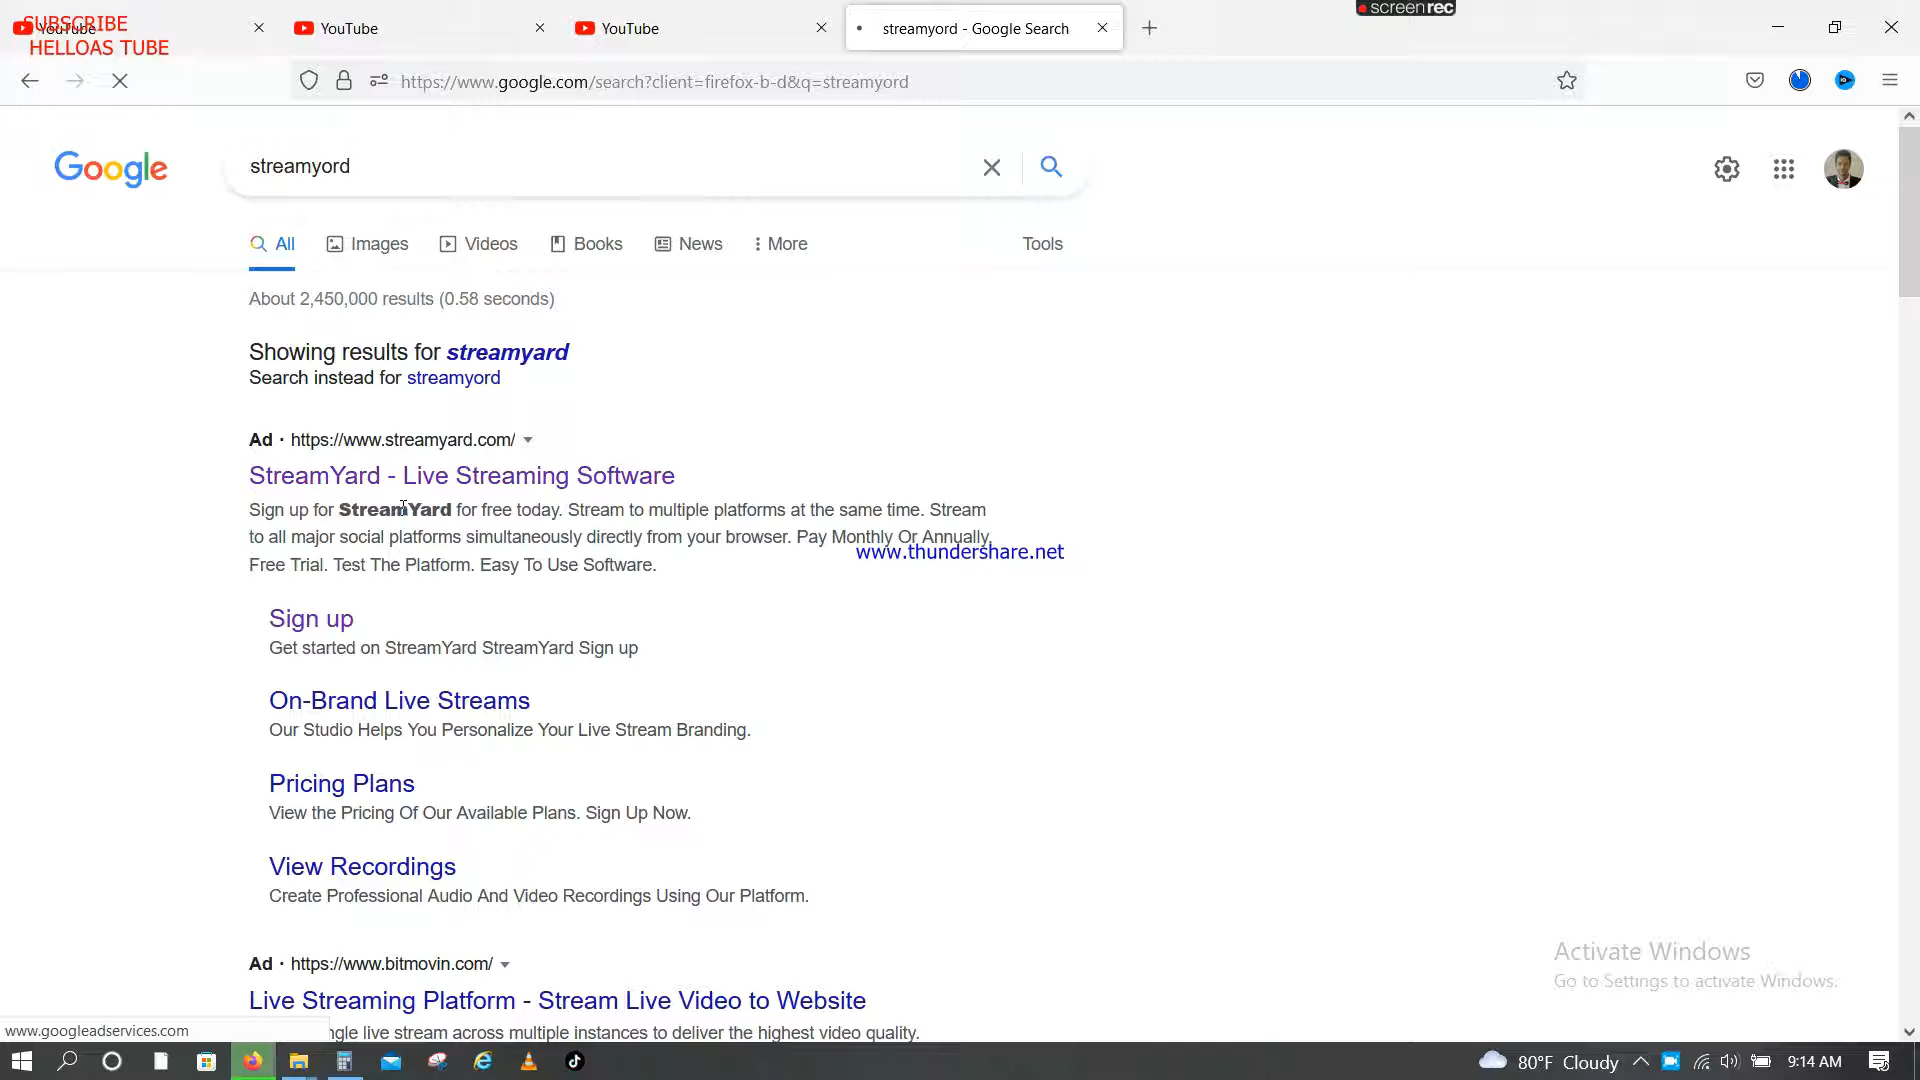 SUBSCRIBE
HELLOAS TUBE
YouTube
YouTube
YouTube
streamyord - Google Search
screenrec
https://www.google.com/search?client=firefox-b-d&q=streamyord
Google
streamyord
All
Images
Videos
Books
News
More
Tools
About 2,450,000 results (0.58 seconds)
Showing results for streamyard
Search instead for streamyord
Ad · https://www.streamyard.com/
StreamYard - Live Streaming Software
Sign up for StreamYard for free today. Stream to multiple platforms at the same time. Stream
to all major social platforms simultaneously directly from your browser. Pay Monthly Or Annually.
www.thundershare.net
Free Trial. Test The Platform. Easy To Use Software.
Sign up
Get started on StreamYard StreamYard Sign up
On-Brand Live Streams
Our Studio Helps You Personalize Your Live Stream Branding.
Pricing Plans
View the Pricing Of Our Available Plans. Sign Up Now.
View Recordings
Create Professional Audio And Video Recordings Using Our Platform.
Ad · https://www.bitmovin.com/
Live Streaming Platform - Stream Live Video to Website
live stream across multiple instances to deliver the highest video quality.
www.googleadservices.com
Activate Windows
Go to Settings to activate Windows.
80°F Cloudy
9:14 AM